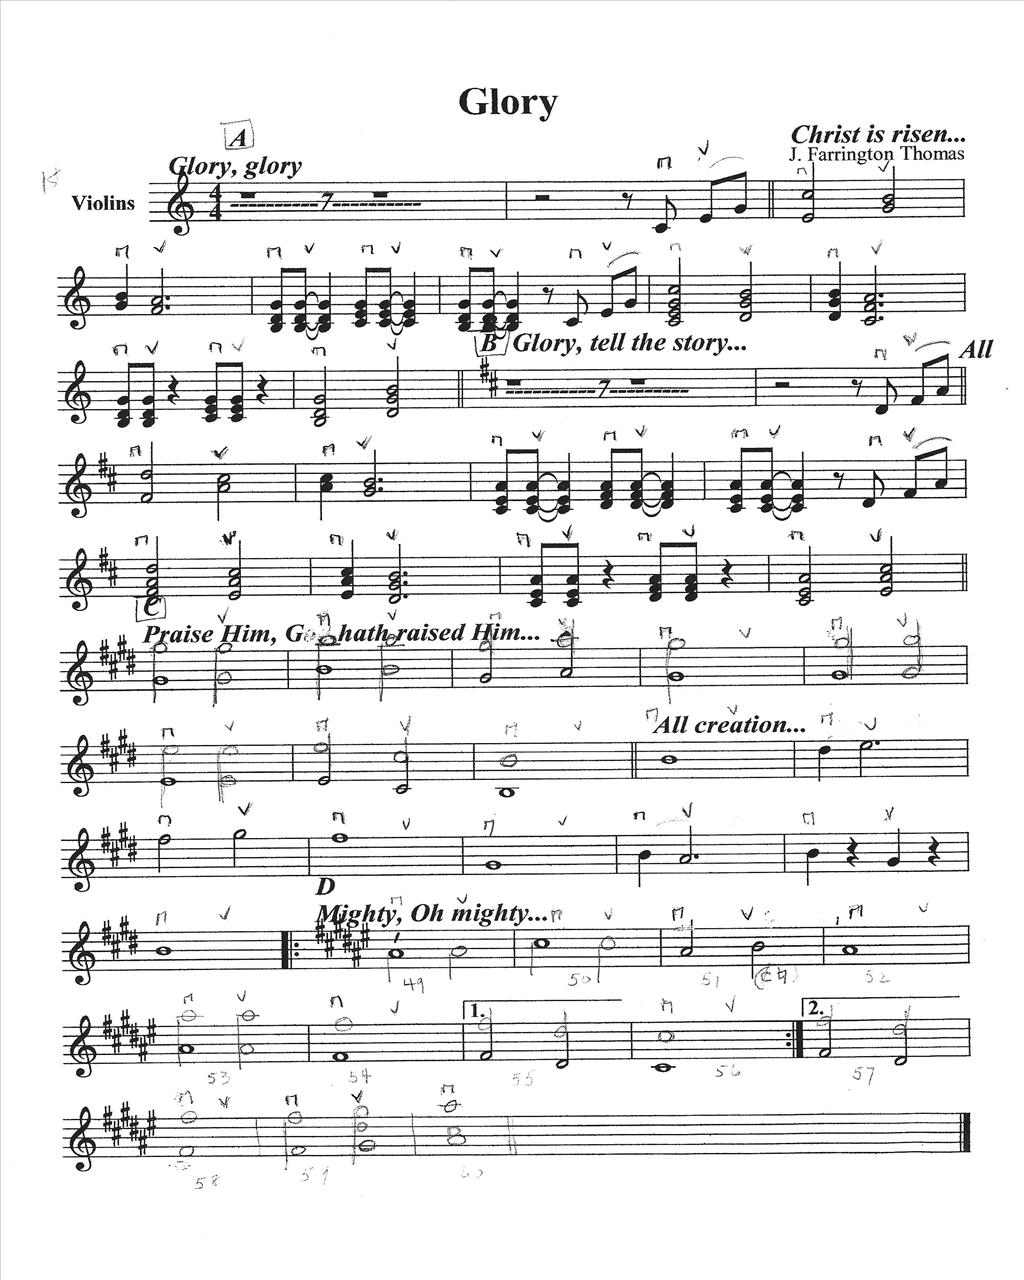 Glory
A
Christ is risen...
Glory, glory
J. Farrington Thomas
1st
Violins
4
4
7
B Glory, tell the story...
7
All
C
Praise Him, God hath raised Him...
All creation...
D
Mighty, Oh mighty...
49 50 51 52
1. 2.
53 54 55 56 57
58 59 60